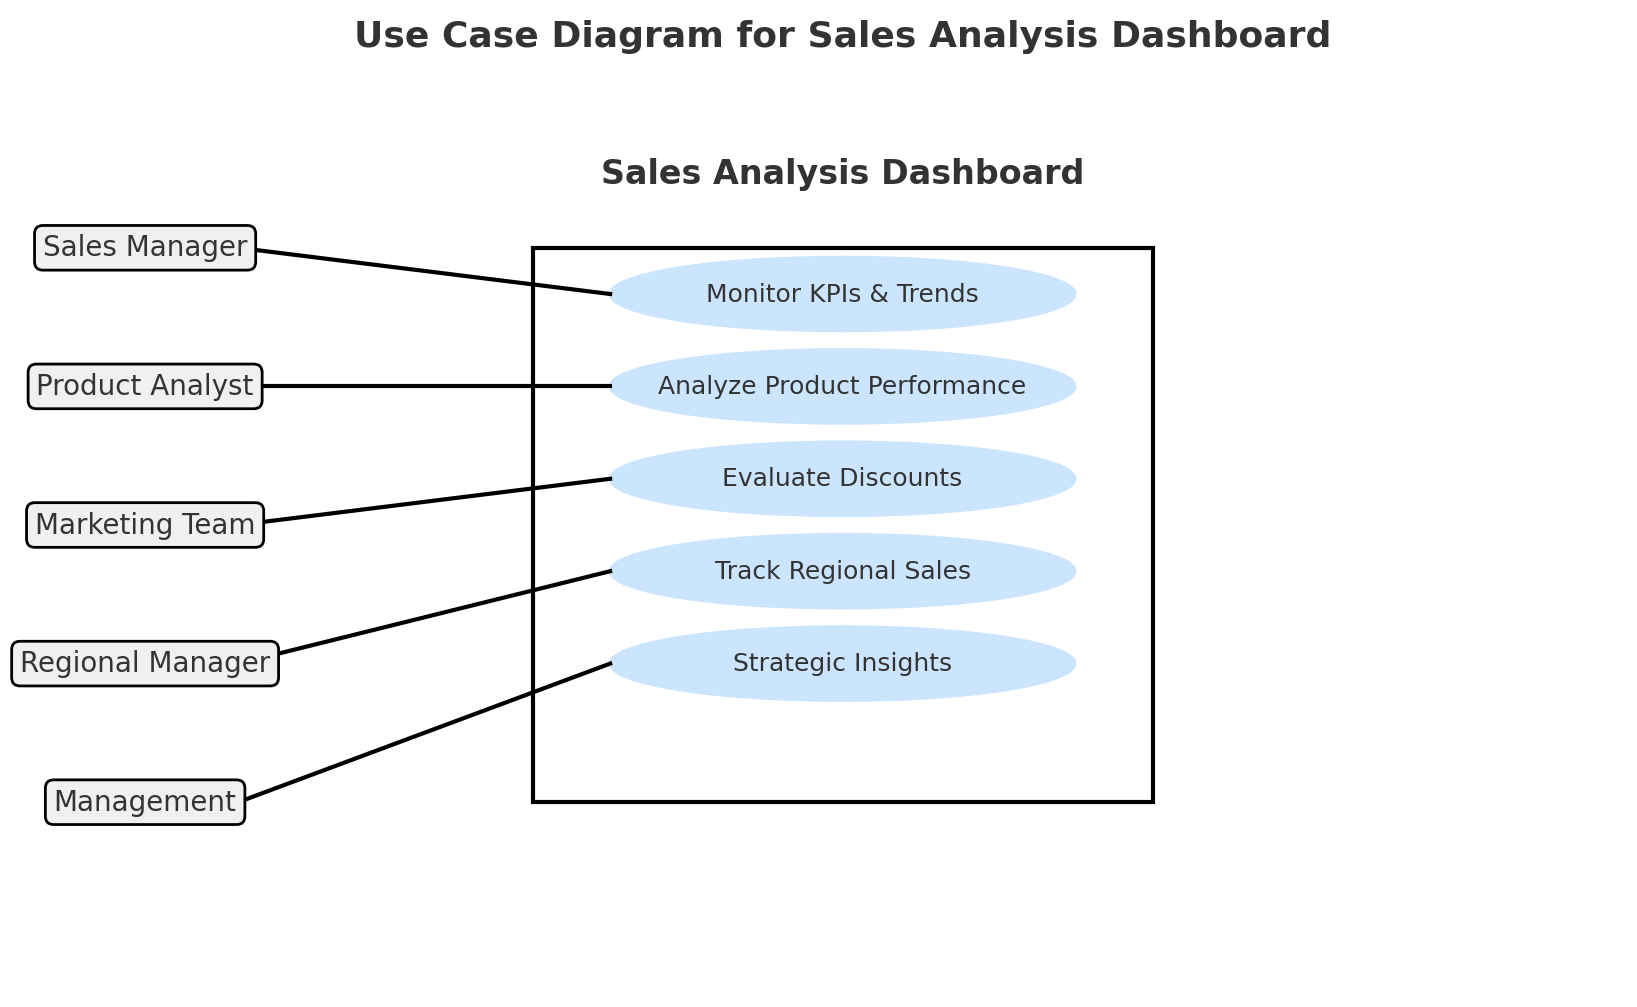 Use Case Diagram for Sales Analysis Dashboard
Sales Analysis Dashboard
Sales Manager
Monitor KPIs & Trends
Product Analyst
Analyze Product Performance
Marketing Team
Evaluate Discounts
Regional Manager
Track Regional Sales
Management
Strategic Insights